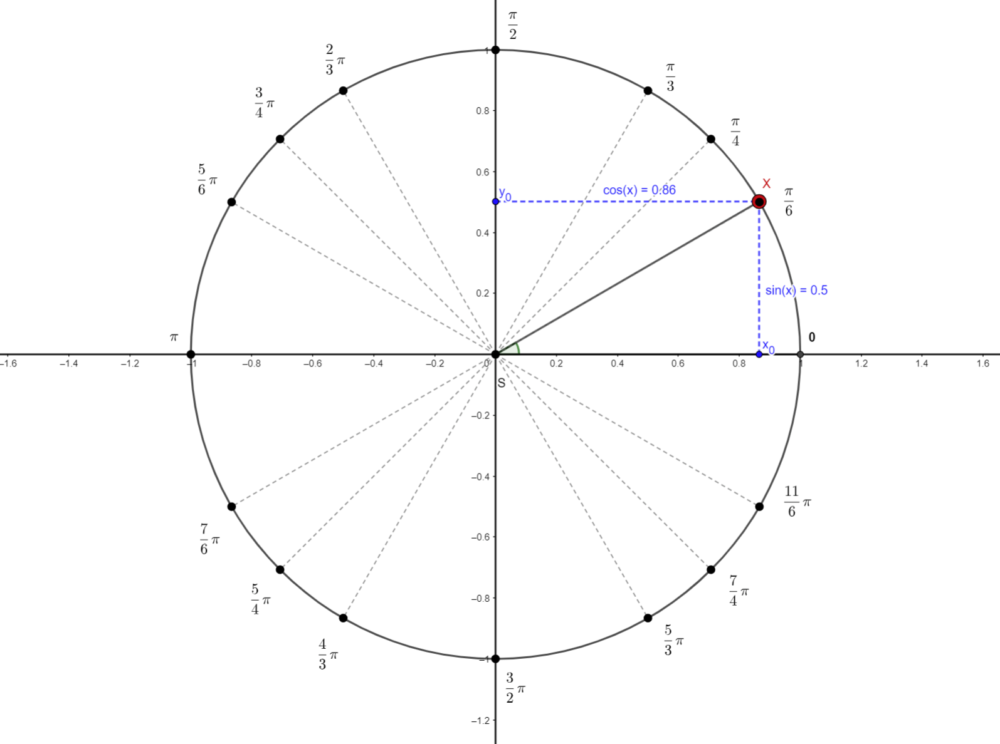 π/2
2/3 π
π/3
1
3/4 π
π/4
0.8
5/6 π
0.6
X
π/6
y₀
cos(x) = 0.86
0.4
0.2
sin(x) = 0.5
π
x₀
0
–1.6 –1.4 –1.2 –1 –0.8 –0.6 –0.4 –0.2 0 0.2 0.4 0.6 0.8 1 1.2 1.4 1.6
S
–0.2
–0.4
11/6 π
–0.6
7/6 π
–0.8
5/4 π
7/4 π
5/3 π
4/3 π
–1
3/2 π
–1.2